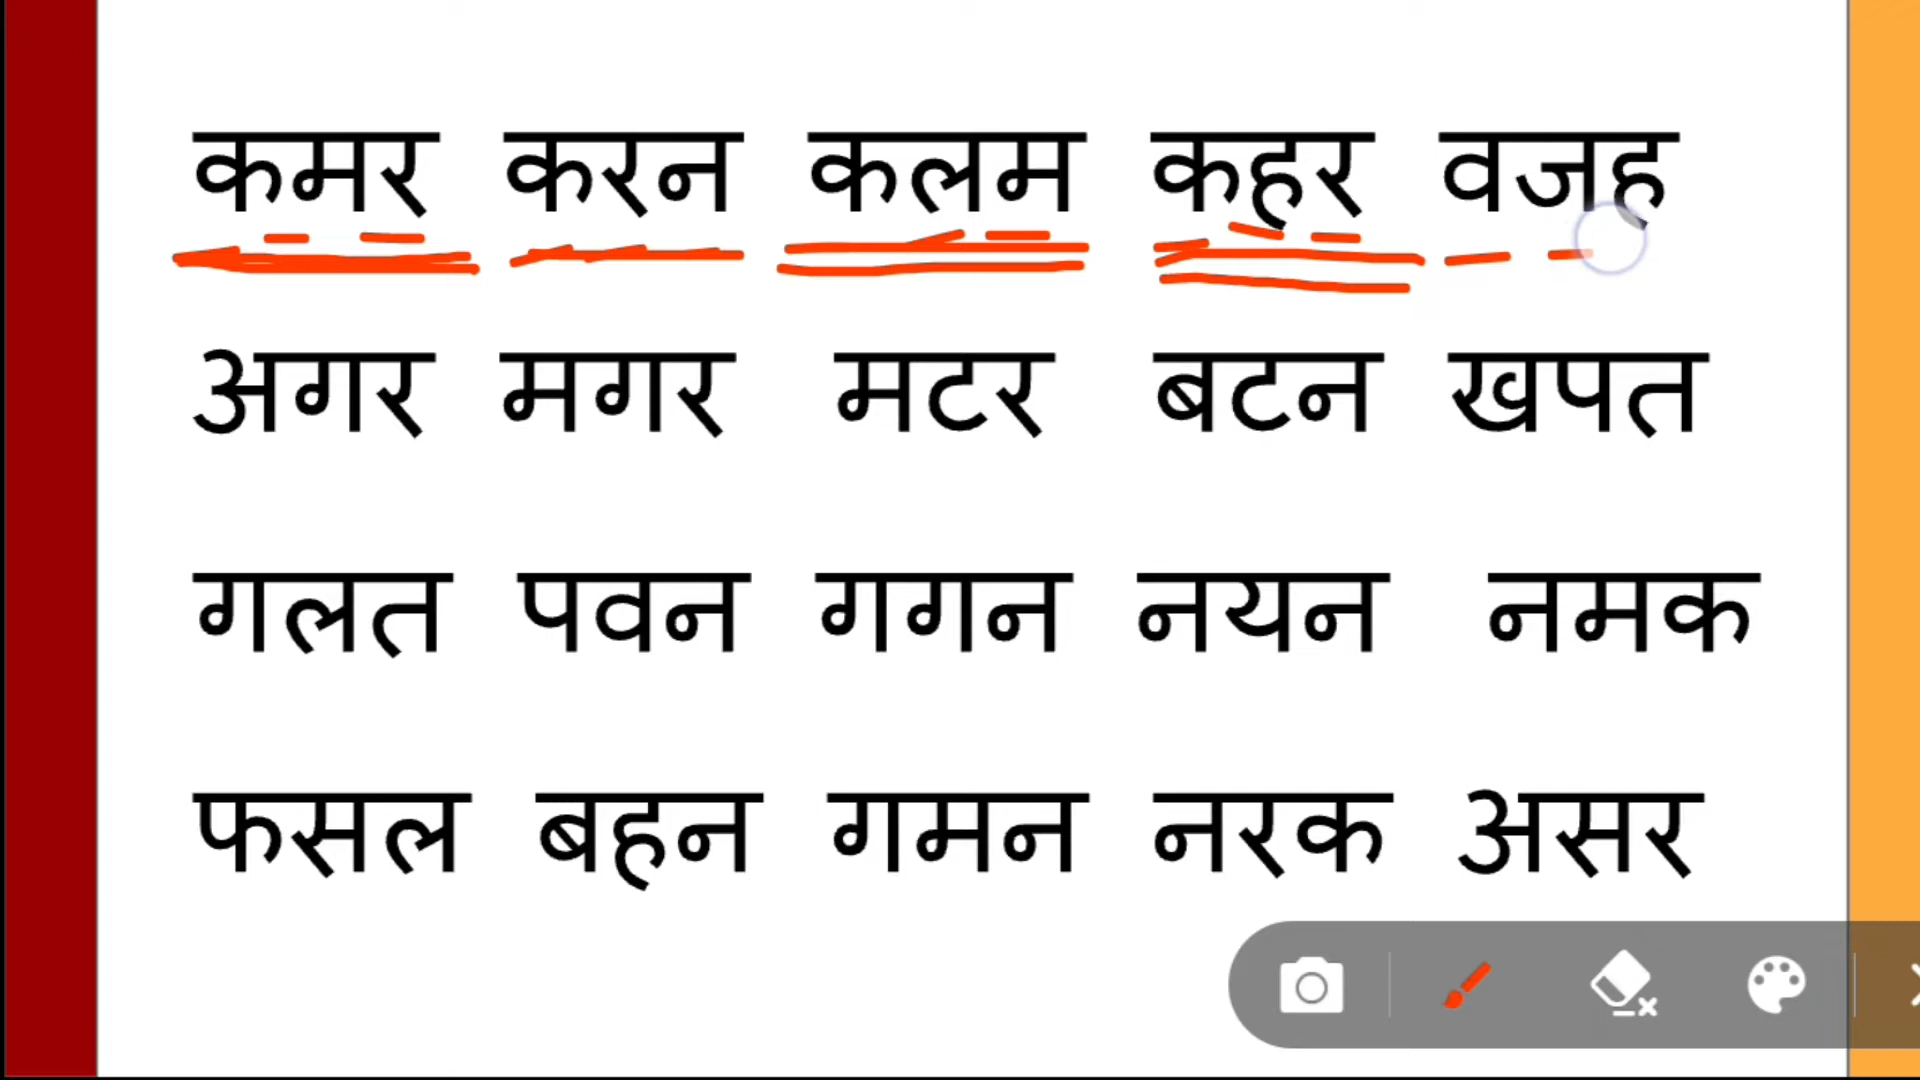 कमर करन कलम कहर वजह
अगर मगर मटर बटन खपत
गलत पवन गगन नयन नमक
फसल बहन गमन नरक असर